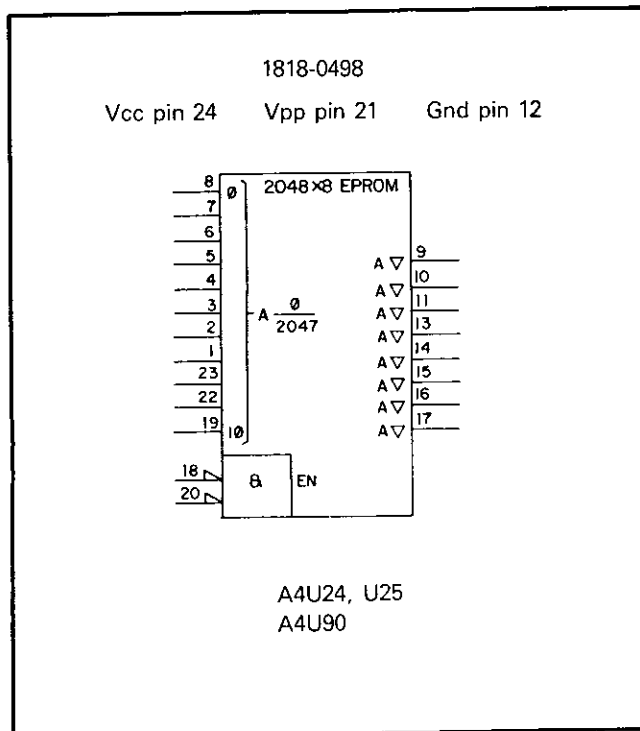 1818-0498
Vcc pin 24 Vpp pin 21 Gnd pin 12
2048×8 EPROM
8 Ø
7
6
5
4
3
2
1
23
22
19 10
A Ø/2047
A ▽ 9
A ▽ 10
A ▽ 11
A ▽ 13
A ▽ 14
A ▽ 15
A ▽ 16
A ▽ 17
18
20
& EN
A4U24, U25
A4U90